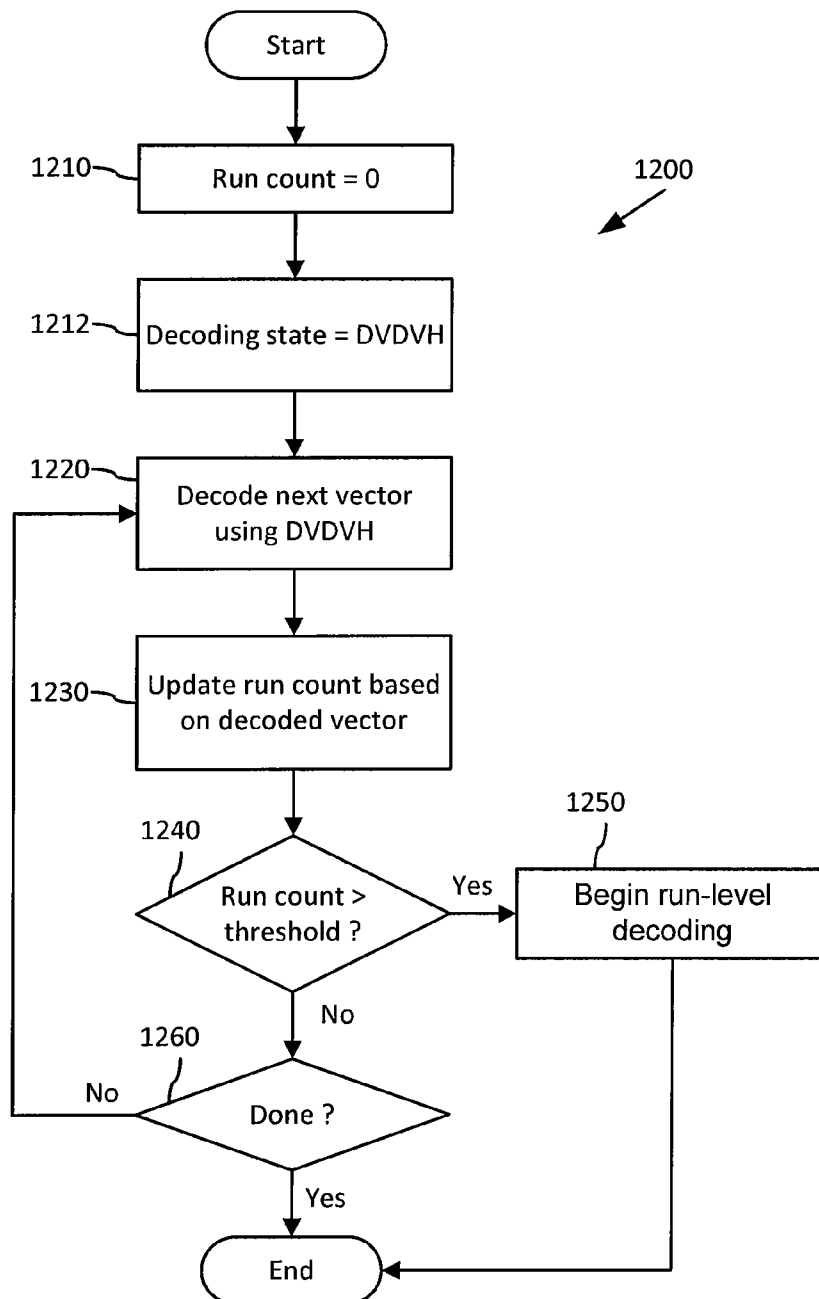 Start
1210
Run count = 0
1200
1212
Decoding state = DVDVH
1220
Decode next vector
using DVDVH
1230
Update run count based
on decoded vector
1240
Run count >
threshold ?
Yes
1250
Begin run-level
decoding
No
1260
No
Done ?
Yes
End